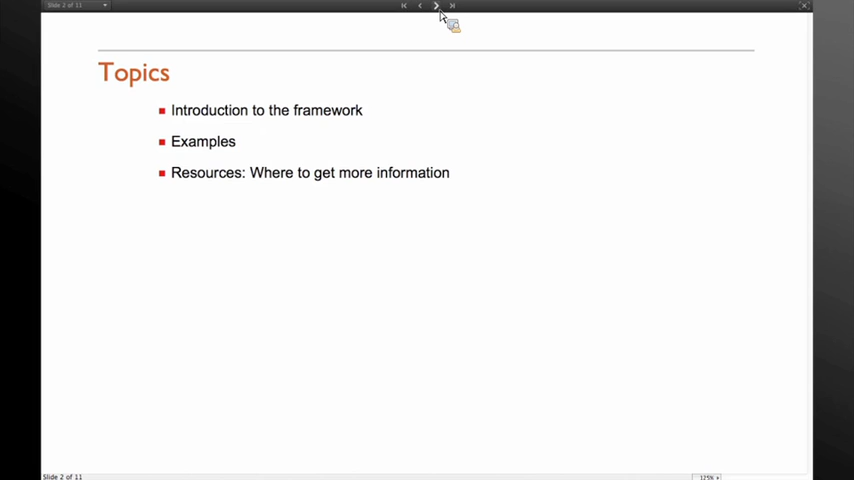 Slide 2 of 11
Topics
Introduction to the framework
Examples
Resources: Where to get more information
Slide 2 of 11
125%